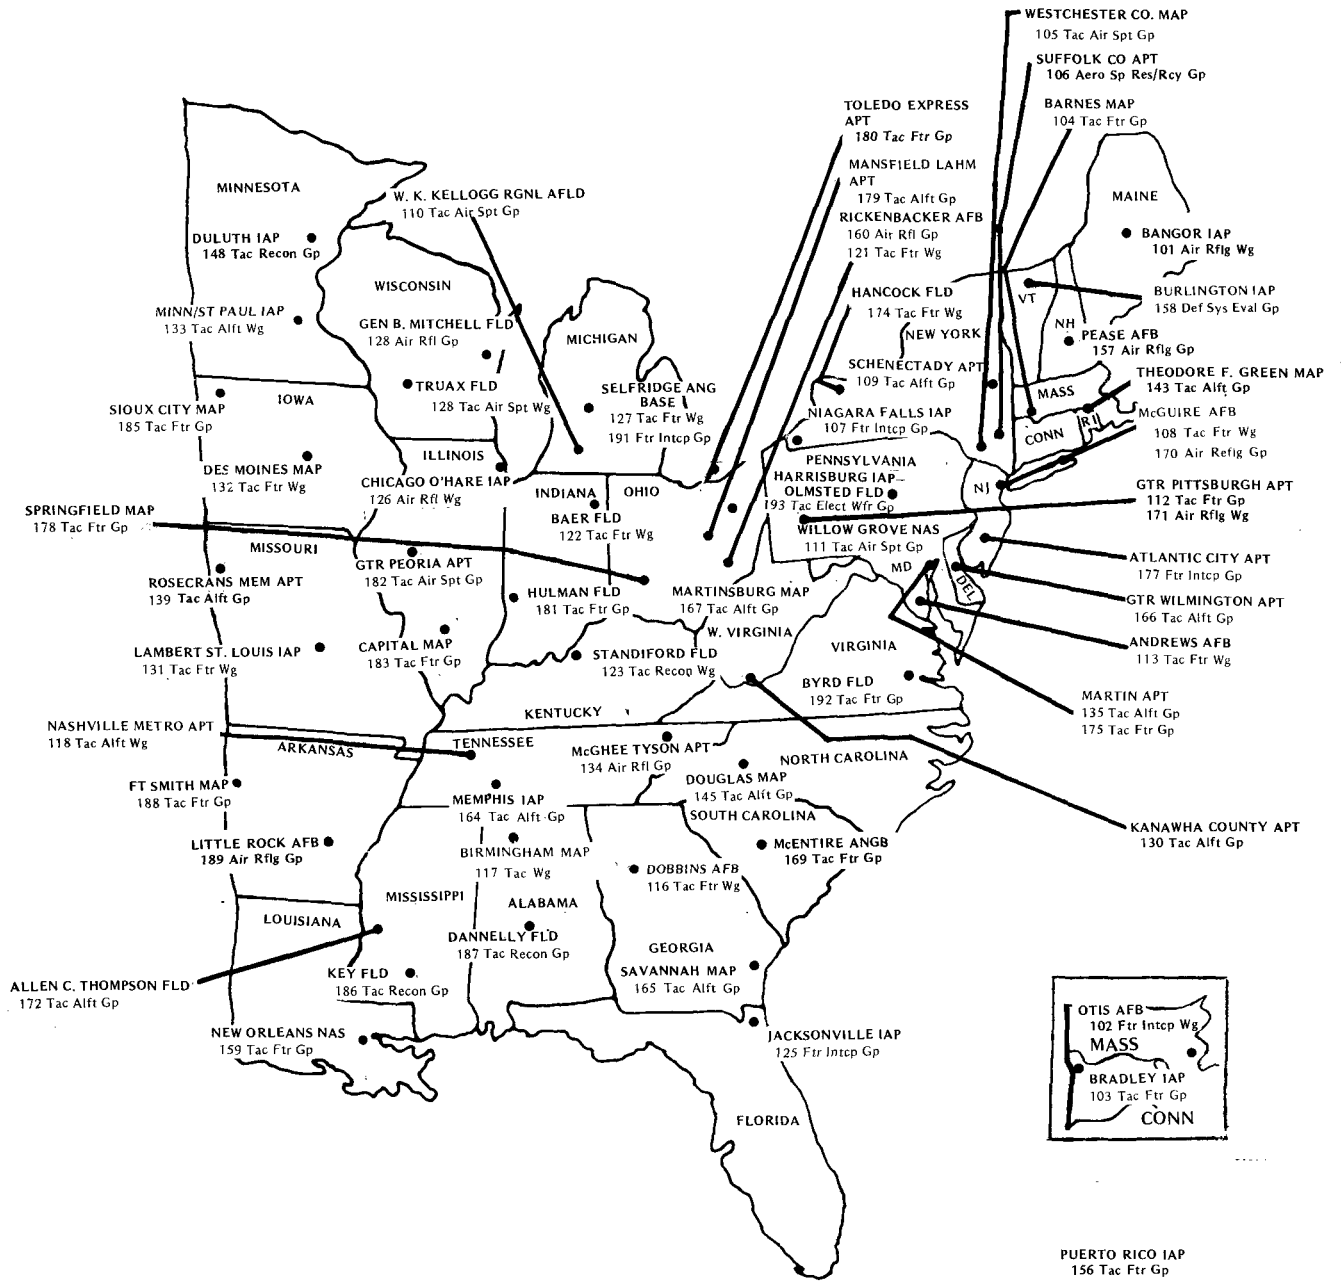 WESTCHESTER CO. MAP
105 Tac Air Spt Gp
SUFFOLK CO APT
106 Aero Sp Res/Rcy Gp
BARNES MAP
104 Tac Ftr Gp
TOLEDO EXPRESS
APT
180 Tac Ftr Gp
MANSFIELD LAHM
APT
179 Tac Alft Gp
RICKENBACKER AFB
160 Air Rfl Gp
121 Tac Ftr Wg
HANCOCK FLD
174 Tac Ftr Wg
NEW YORK
SCHENECTADY APT
109 Tac Alft Gp
NIAGARA FALLS IAP
107 Ftr Intcp Gp
MAINE
BANGOR IAP
101 Air Rflg Wg
VT
BURLINGTON IAP
158 Def Sys Eval Gp
NH
PEASE AFB
157 Air Rflg Gp
THEODORE F. GREEN MAP
143 Tac Alft Gp
MASS
CONN
RI
McGUIRE AFB
108 Tac Ftr Wg
170 Air Reflg Gp
NJ
GTR PITTSBURGH APT
112 Tac Ftr Gp
171 Air Rflg Wg
PENNSYLVANIA
HARRISBURG IAP
OLMSTED FLD
193 Tac Elect Wfr Gp
WILLOW GROVE NAS
111 Tac Air Spt Gp
ATLANTIC CITY APT
177 Ftr Intcp Gp
MD
DEL
GTR WILMINGTON APT
166 Tac Alft Gp
ANDREWS AFB
113 Tac Ftr Wg
MARTIN APT
135 Tac Alft Gp
175 Tac Ftr Gp
KANAWHA COUNTY APT
130 Tac Alft Gp
MINNESOTA
DULUTH IAP
148 Tac Recon Gp
W. K. KELLOGG RGNL AFLD
110 Tac Air Spt Gp
MINN/ST PAUL IAP
133 Tac Alft Wg
WISCONSIN
GEN B. MITCHELL FLD
128 Air Rfl Gp
TRUAX FLD
128 Tac Air Spt Wg
MICHIGAN
SELFRIDGE ANG
BASE
127 Tac Ftr Wg
191 Ftr Intcp Gp
SIOUX CITY MAP
185 Tac Ftr Gp
IOWA
DES MOINES MAP
132 Tac Ftr Wg
ILLINOIS
CHICAGO O'HARE IAP
126 Air Rfl Wg
INDIANA
OHIO
BAER FLD
122 Tac Ftr Wg
SPRINGFIELD MAP
178 Tac Ftr Gp
MISSOURI
GTR PEORIA APT
182 Tac Air Spt Gp
ROSECRANS MEM APT
139 Tac Alft Gp
HULMAN FLD
181 Tac Ftr Gp
MARTINSBURG MAP
167 Tac Alft Gp
LAMBERT ST. LOUIS IAP
131 Tac Ftr Wg
CAPITAL MAP
183 Tac Ftr Gp
STANDIFORD FLD
123 Tac Recon Wg
W. VIRGINIA
VIRGINIA
BYRD FLD
192 Tac Ftr Gp
KENTUCKY
NASHVILLE METRO APT
118 Tac Alft Wg
ARKANSAS
TENNESSEE
McGHEE TYSON APT
134 Air Rfl Gp
NORTH CAROLINA
DOUGLAS MAP
145 Tac Alft Gp
FT SMITH MAP
188 Tac Ftr Gp
MEMPHIS IAP
164 Tac Alft Gp
SOUTH CAROLINA
McENTIRE ANGB
169 Tac Ftr Gp
LITTLE ROCK AFB
189 Air Rflg Gp
BIRMINGHAM MAP
117 Tac Wg
DOBBINS AFB
116 Tac Ftr Wg
MISSISSIPPI
ALABAMA
LOUISIANA
DANNELLY FLD
187 Tac Recon Gp
GEORGIA
SAVANNAH MAP
165 Tac Alft Gp
ALLEN C. THOMPSON FLD
172 Tac Alft Gp
KEY FLD
186 Tac Recon Gp
NEW ORLEANS NAS
159 Tac Ftr Gp
JACKSONVILLE IAP
125 Ftr Intcp Gp
FLORIDA
OTIS AFB
102 Ftr Intcp Wg
MASS
BRADLEY IAP
103 Tac Ftr Gp
CONN
PUERTO RICO IAP
156 Tac Ftr Gp